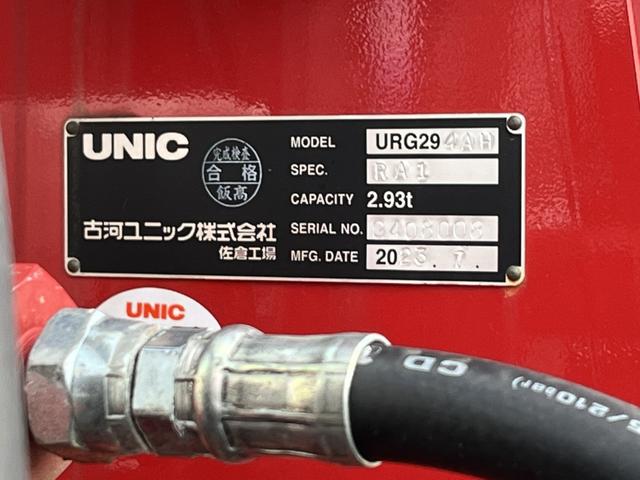 UNIC
完成検査
合格
飯高
古河ユニック株式会社
佐倉工場
MODEL URG294AH
SPEC. RA1
CAPACITY 2.93t
SERIAL NO.
MFG. DATE 2023. 7.
UNIC
CD
/210bar)